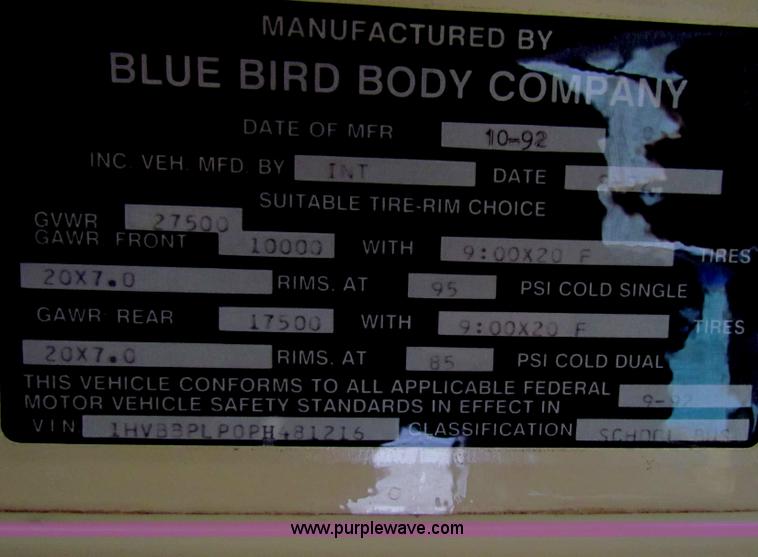 MANUFACTURED BY
BLUE BIRD BODY COMPANY
DATE OF MFR 10-92
INC. VEH. MFD. BY INT DATE
SUITABLE TIRE-RIM CHOICE
GVWR 27500
GAWR FRONT 10000 WITH 9:00X20 F TIRES
20X7.0 RIMS. AT 95 PSI COLD SINGLE
GAWR REAR 17500 WITH 9:00X20 F TIRES
20X7.0 RIMS. AT 85 PSI COLD DUAL
THIS VEHICLE CONFORMS TO ALL APPLICABLE FEDERAL 9-92
MOTOR VEHICLE SAFETY STANDARDS IN EFFECT IN
VIN 1HVBBPLP0PH481216 CLASSIFICATION SCHOOL BUS
www.purplewave.com